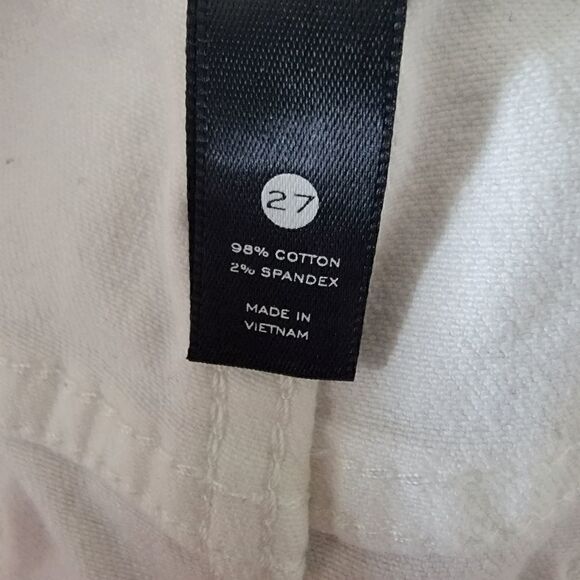 27
98% COTTON
2% SPANDEX
MADE IN
VIETNAM